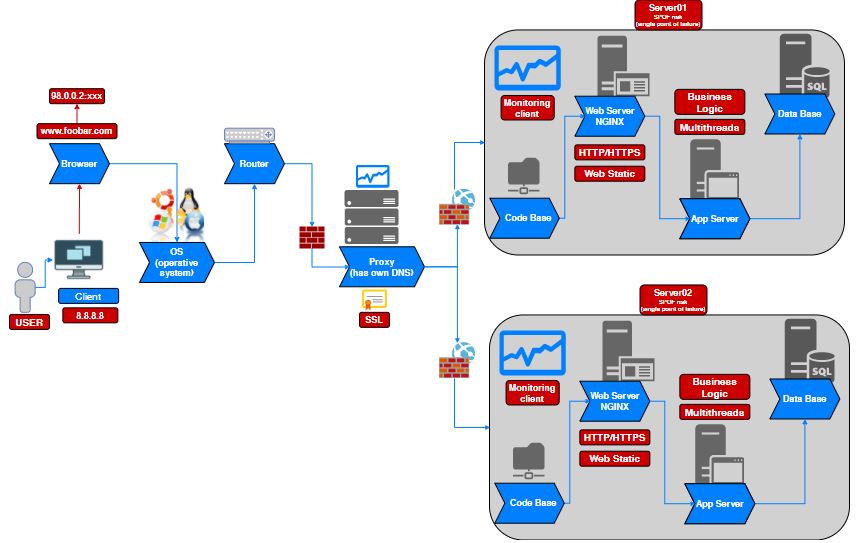 Server01
SPOF risk
(single point of failure)
98.0.0.2:xxx
www.foobar.com
Browser
OS
(operative
system)
USER
Client
8.8.8.8
Router
Proxy
(has own DNS)
SSL
Monitoring
client
Web Server
NGINX
HTTP/HTTPS
Web Static
Code Base
Business
Logic
Multithreads
App Server
SQL
Data Base
Server02
SPOF risk
(single point of failure)
Monitoring
client
Web Server
NGINX
HTTP/HTTPS
Web Static
Code Base
Business
Logic
Multithreads
App Server
SQL
Data Base